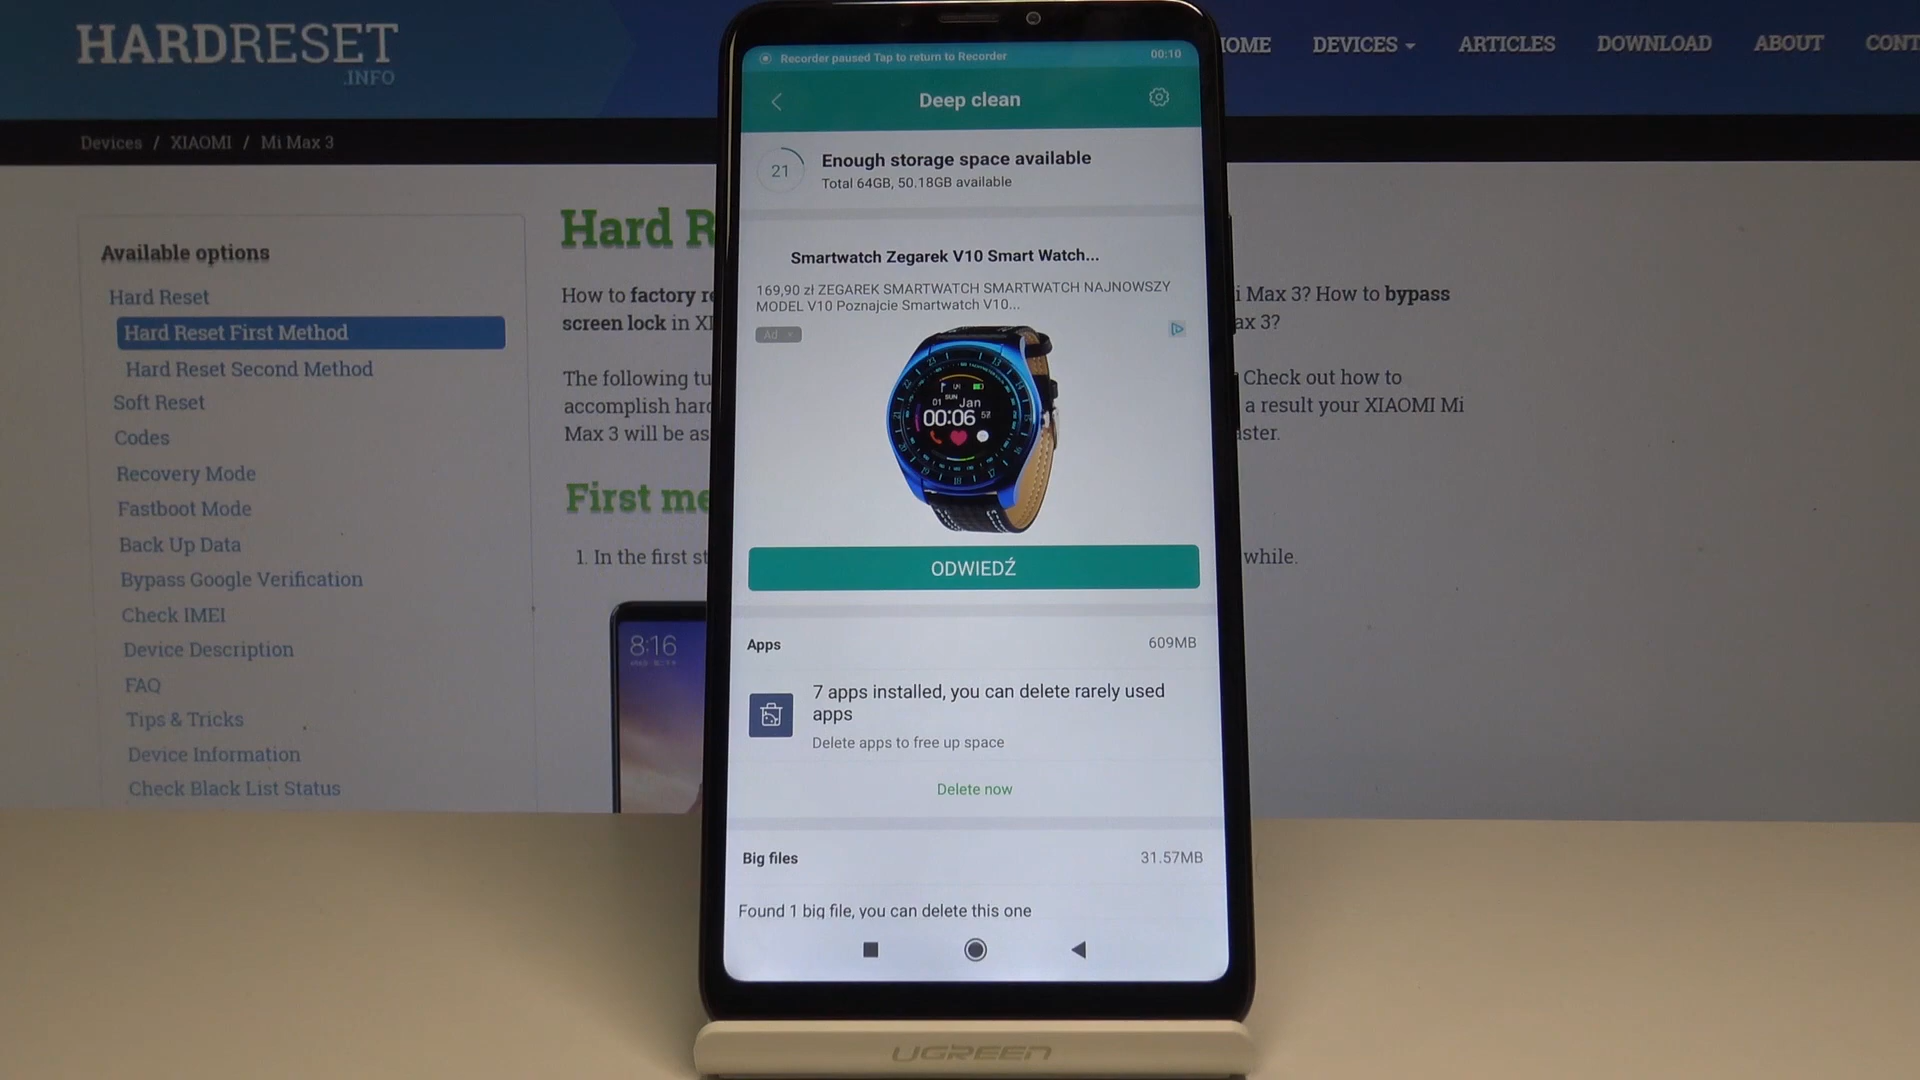 HARDRESET
.INFO
HOME DEVICES ARTICLES DOWNLOAD ABOUT CONT
Devices / XIAOMI / Mi Max 3
Available options
Hard Reset
Hard Reset First Method
Hard Reset Second Method
Soft Reset
Codes
Recovery Mode
Fastboot Mode
Back Up Data
Bypass Google Verification
Check IMEI
Device Description
FAQ
Tips & Tricks
Device Information
Check Black List Status
Hard R
How to factory re
screen lock in XI
i Max 3? How to bypass
ax 3?
The following tu
accomplish hard
Max 3 will be as
Check out how to
a result your XIAOMI Mi
aster.
First me
1. In the first st
while.
8:16
Recorder paused Tap to return to Recorder 00:10
Deep clean
21
Enough storage space available
Total 64GB, 50.18GB available
Smartwatch Zegarek V10 Smart Watch...
169,90 zł ZEGAREK SMARTWATCH SMARTWATCH NAJNOWSZY
MODEL V10 Poznajcie Smartwatch V10...
Ad
01 SUN Jan
00:06 57
ODWIEDŹ
Apps 609MB
7 apps installed, you can delete rarely used
apps
Delete apps to free up space
Delete now
Big files 31.57MB
Found 1 big file, you can delete this one
UGREEN